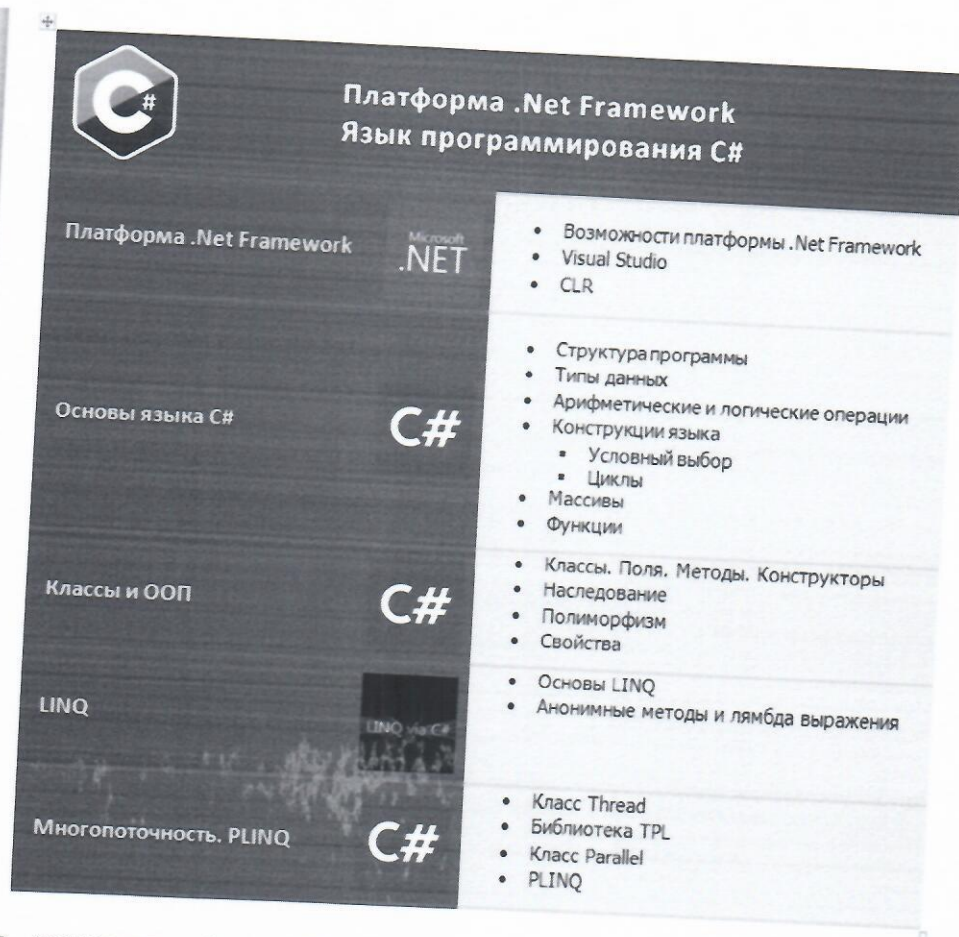 C#
Платформа .Net Framework
Язык программирования C#
Платформа .Net Framework
Microsoft
.NET
• Возможности платформы .Net Framework
• Visual Studio
• CLR
Основы языка C#
C#
• Структура программы
• Типы данных
• Арифметические и логические операции
• Конструкции языка
▪ Условный выбор
▪ Циклы
• Массивы
• Функции
Классы и ООП
C#
• Классы. Поля. Методы. Конструкторы
• Наследование
• Полиморфизм
• Свойства
LINQ
LINQ via C#
• Основы LINQ
• Анонимные методы и лямбда выражения
Многопоточность. PLINQ
C#
• Класс Thread
• Библиотека TPL
• Класс Parallel
• PLINQ